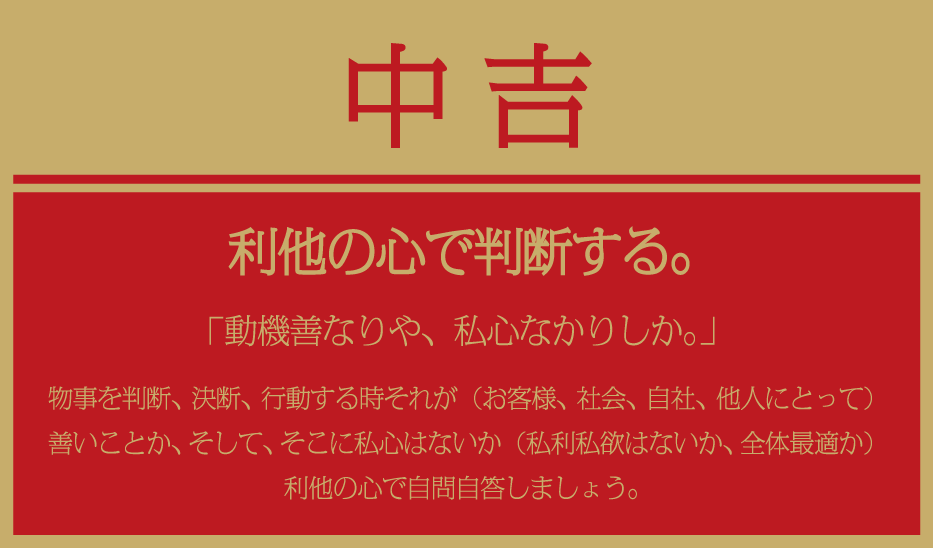 中吉
利他の心で判断する。
「動機善なりや、私心なかりしか。」
物事を判断、決断、行動する時それが（お客様、社会、自社、他人にとって）
善いことか、そして、そこに私心はないか（私利私欲はないか、全体最適か）
利他の心で自問自答しましょう。